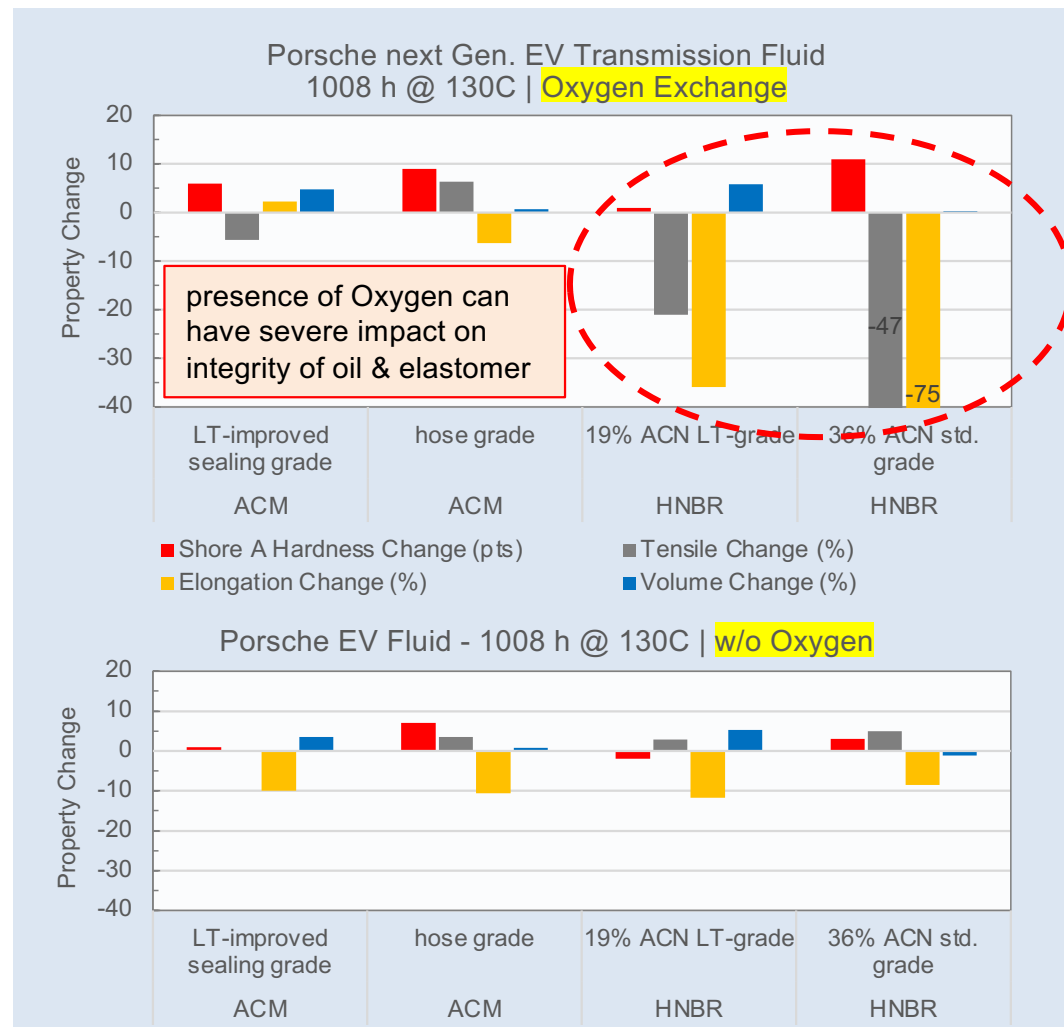 Porsche next Gen. EV Transmission Fluid
1008 h @ 130C | Oxygen Exchange
20
10
0
-10
-20
-30
-40
Property Change
presence of Oxygen can
have severe impact on
integrity of oil & elastomer
-47
-75
LT-improved
sealing grade
hose grade
19% ACN LT-grade
36% ACN std.
grade
ACM
ACM
HNBR
HNBR
Shore A Hardness Change (pts)
Tensile Change (%)
Elongation Change (%)
Volume Change (%)
Porsche EV Fluid - 1008 h @ 130C | w/o Oxygen
20
10
0
-10
-20
-30
-40
Property Change
LT-improved
sealing grade
hose grade
19% ACN LT-grade
36% ACN std.
grade
ACM
ACM
HNBR
HNBR